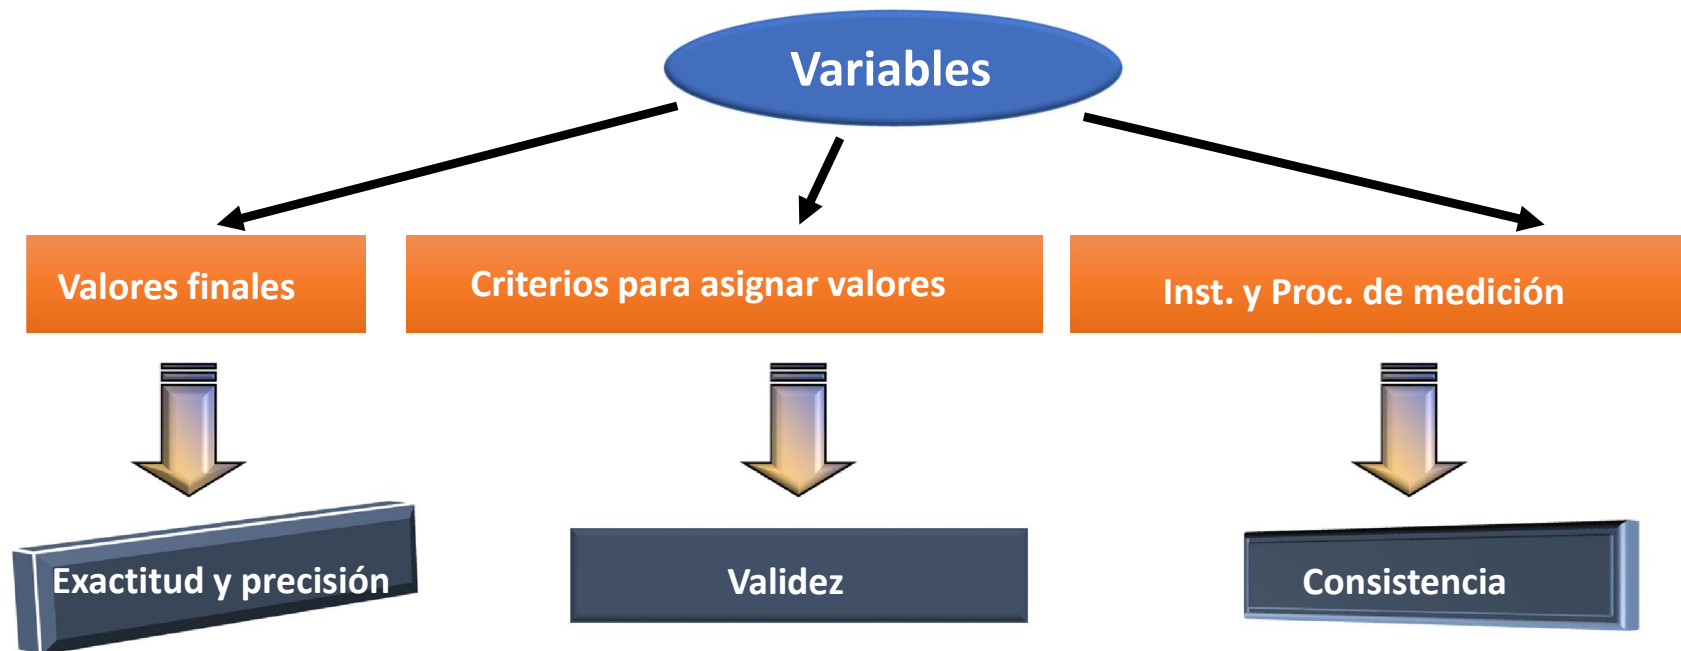 Variables
Valores finales
Criterios para asignar valores
Inst. y Proc. de medición
Exactitud y precisión
Validez
Consistencia